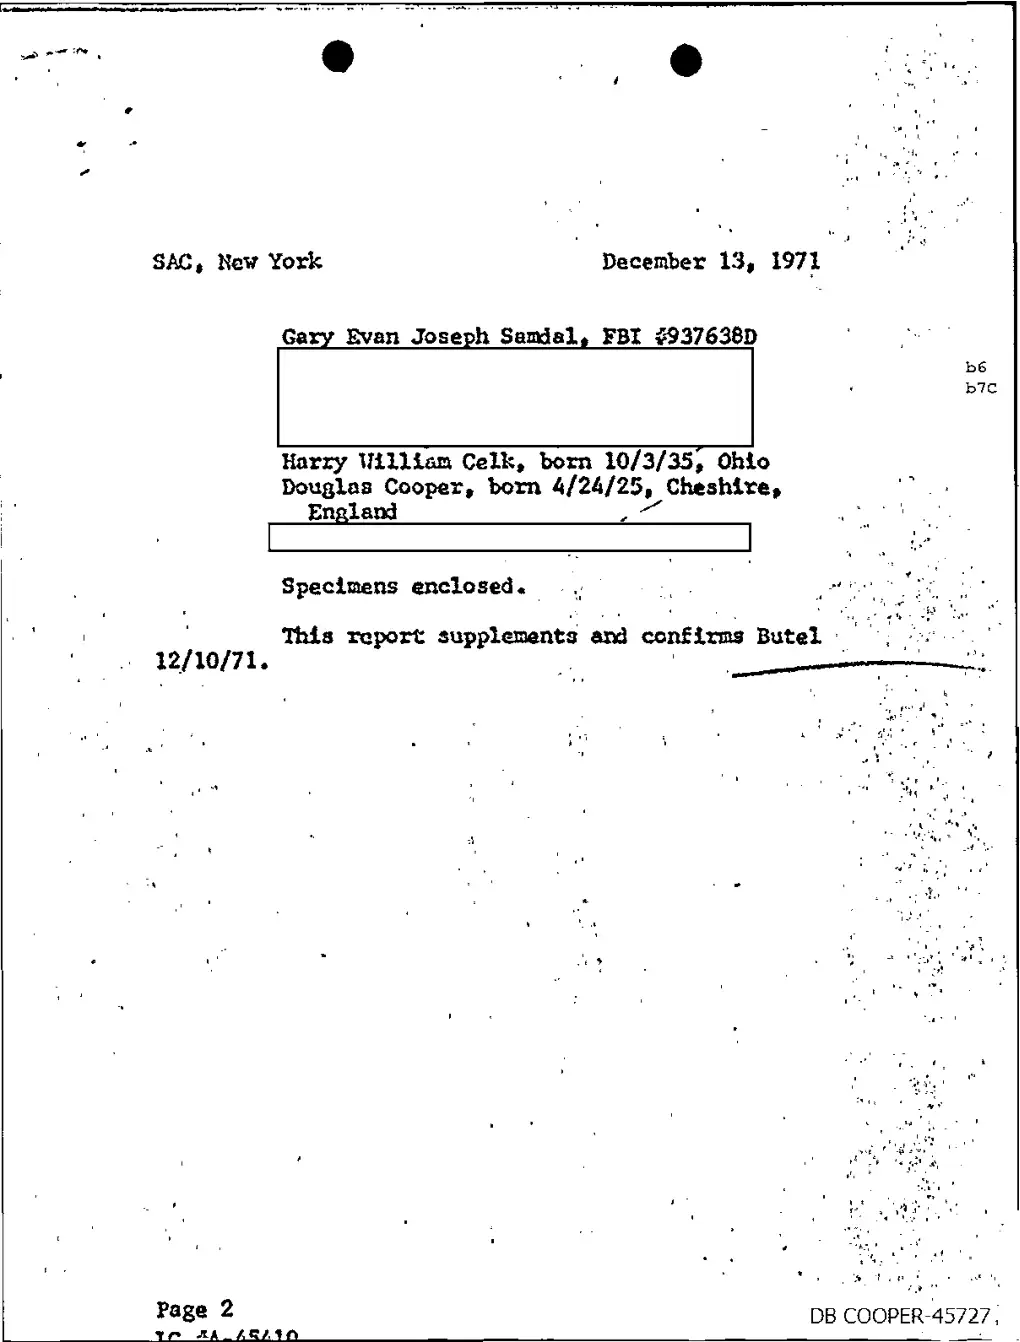 SAC, New York December 13, 1971
Gary Evan Joseph Samdal, FBI #937638D
b6
b7C
Harry William Celk, born 10/3/35, Ohio
Douglas Cooper, born 4/24/25, Cheshire,
England
Specimens enclosed.
This report supplements and confirms Butel
12/10/71.
Page 2
DB COOPER-45727